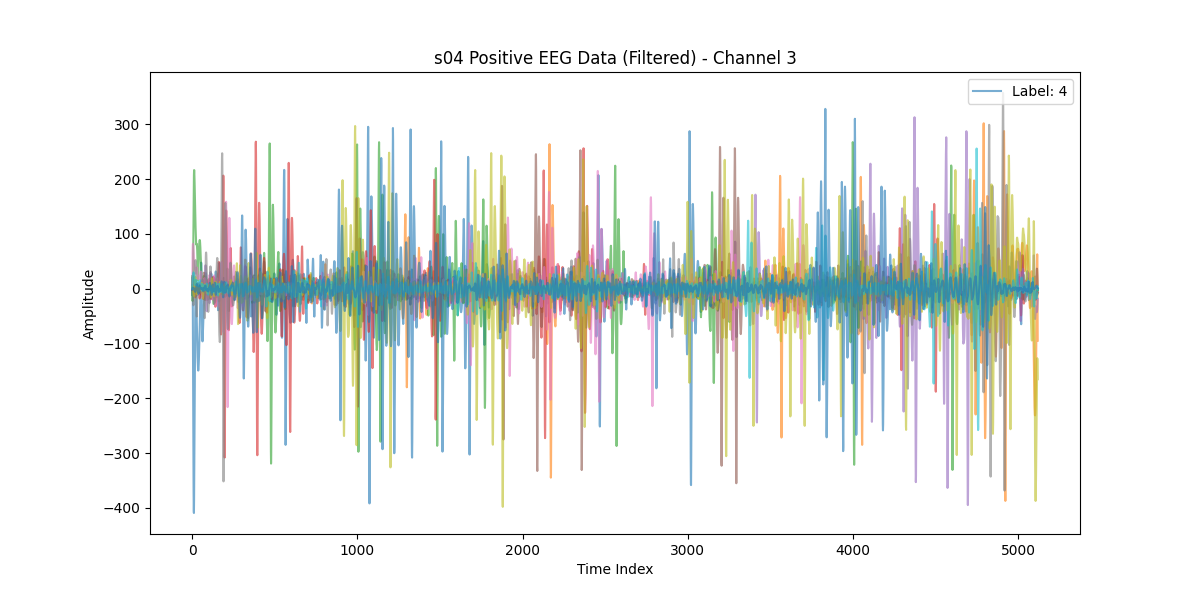 s04 Positive EEG Data (Filtered) - Channel 3
Label: 4
Amplitude
300
200
100
0
−100
−200
−300
−400
0 1000 2000 3000 4000 5000
Time Index